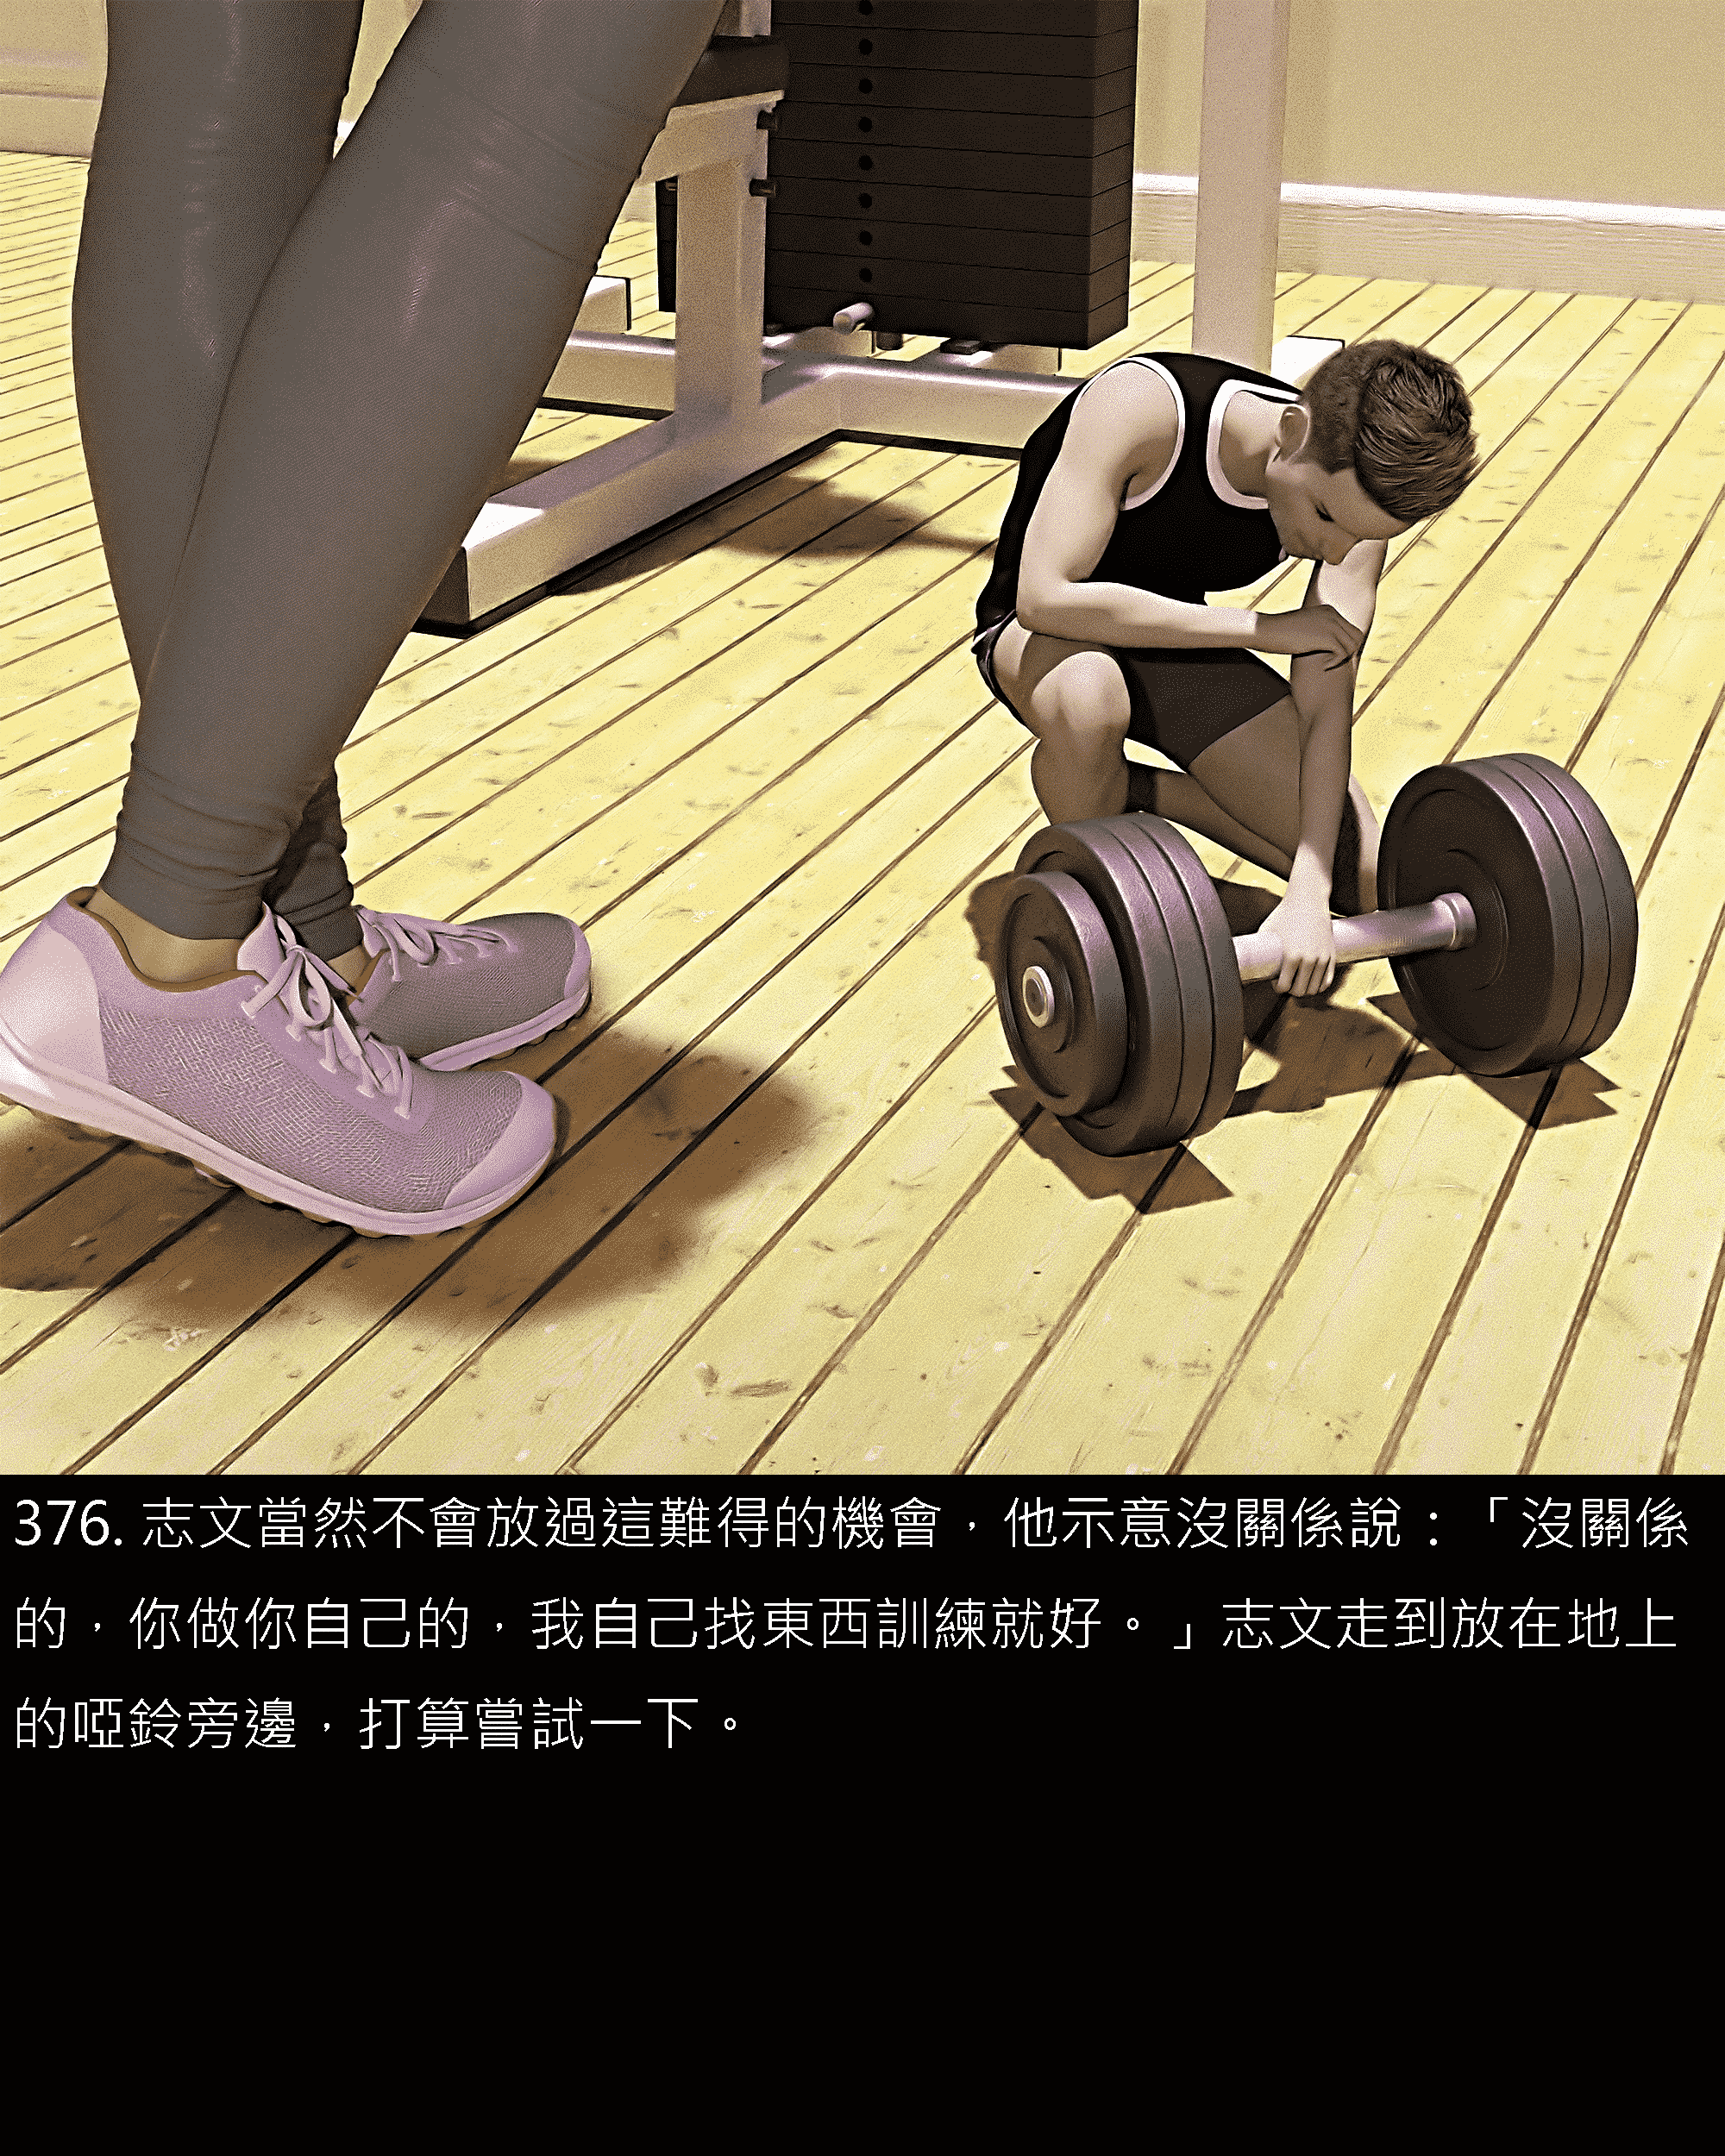 376. 志文當然不會放過這難得的機會，他示意沒關係說：「沒關係
的，你做你自己的，我自己找東西訓練就好。」志文走到放在地上
的啞鈴旁邊，打算嘗試一下。